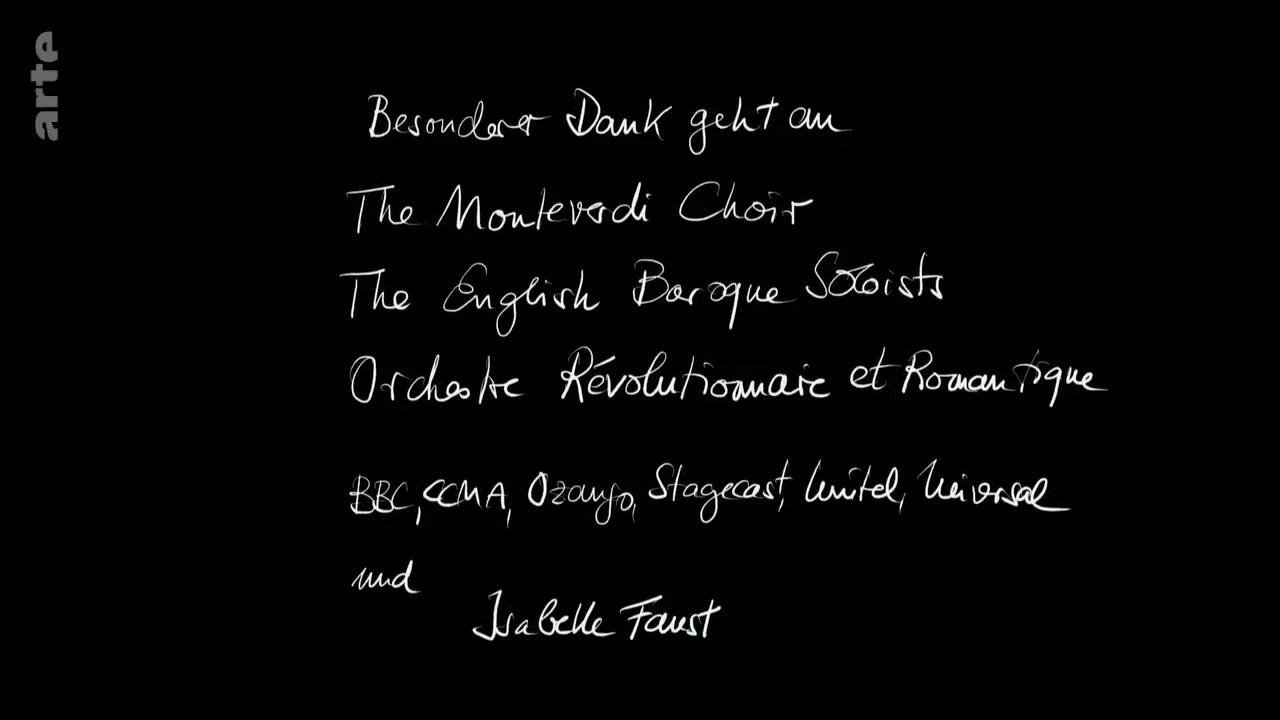 arte
Besonderer Dank geht an
The Monteverdi Choir
The English Baroque Soloists
Orchestre Révolutionnaire et Romantique
BBC, CCMA, Ozango, Stagecast, Unitel, Universal
und
Isabelle Faust